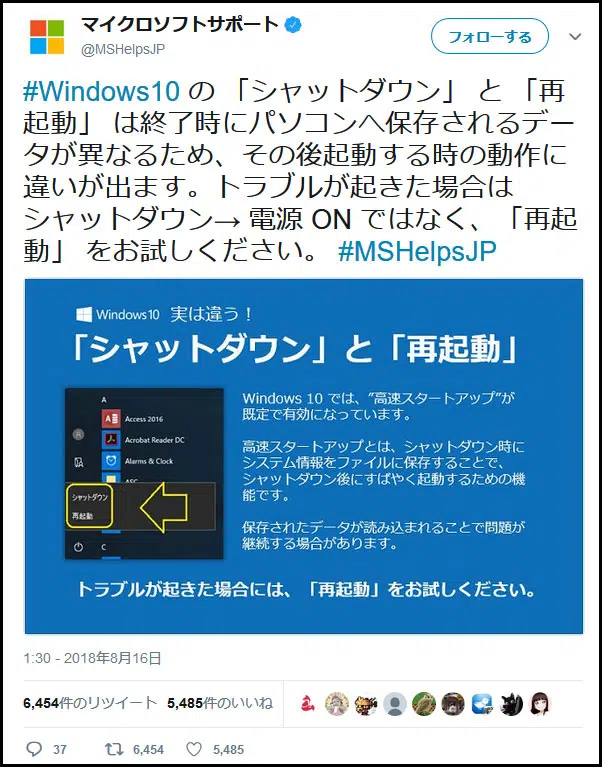 マイクロソフトサポート
フォローする
@MSHelpsJP
#Windows10 の 「シャットダウン」 と 「再
起動」 は終了時にパソコンへ保存されるデー
タが異なるため、その後起動する時の動作に
違いが出ます。トラブルが起きた場合は
シャットダウン→ 電源 ON ではなく、「再起
動」 をお試しください。 #MSHelpsJP
Windows10 実は違う！
「シャットダウン」と「再起動」
A
Access 2016
Acrobat Reader DC
Alarms & Clock
シャットダウン
再起動
C
Windows 10 では、"高速スタートアップ"が
既定で有効になっています。
高速スタートアップとは、シャットダウン時に
システム情報をファイルに保存することで、
シャットダウン後にすばやく起動するための機
能です。
保存されたデータが読み込まれることで問題が
継続する場合があります。
トラブルが起きた場合には、「再起動」をお試しください。
1:30 - 2018年8月16日
6,454件のリツイート 5,485件のいいね
37 6,454 5,485